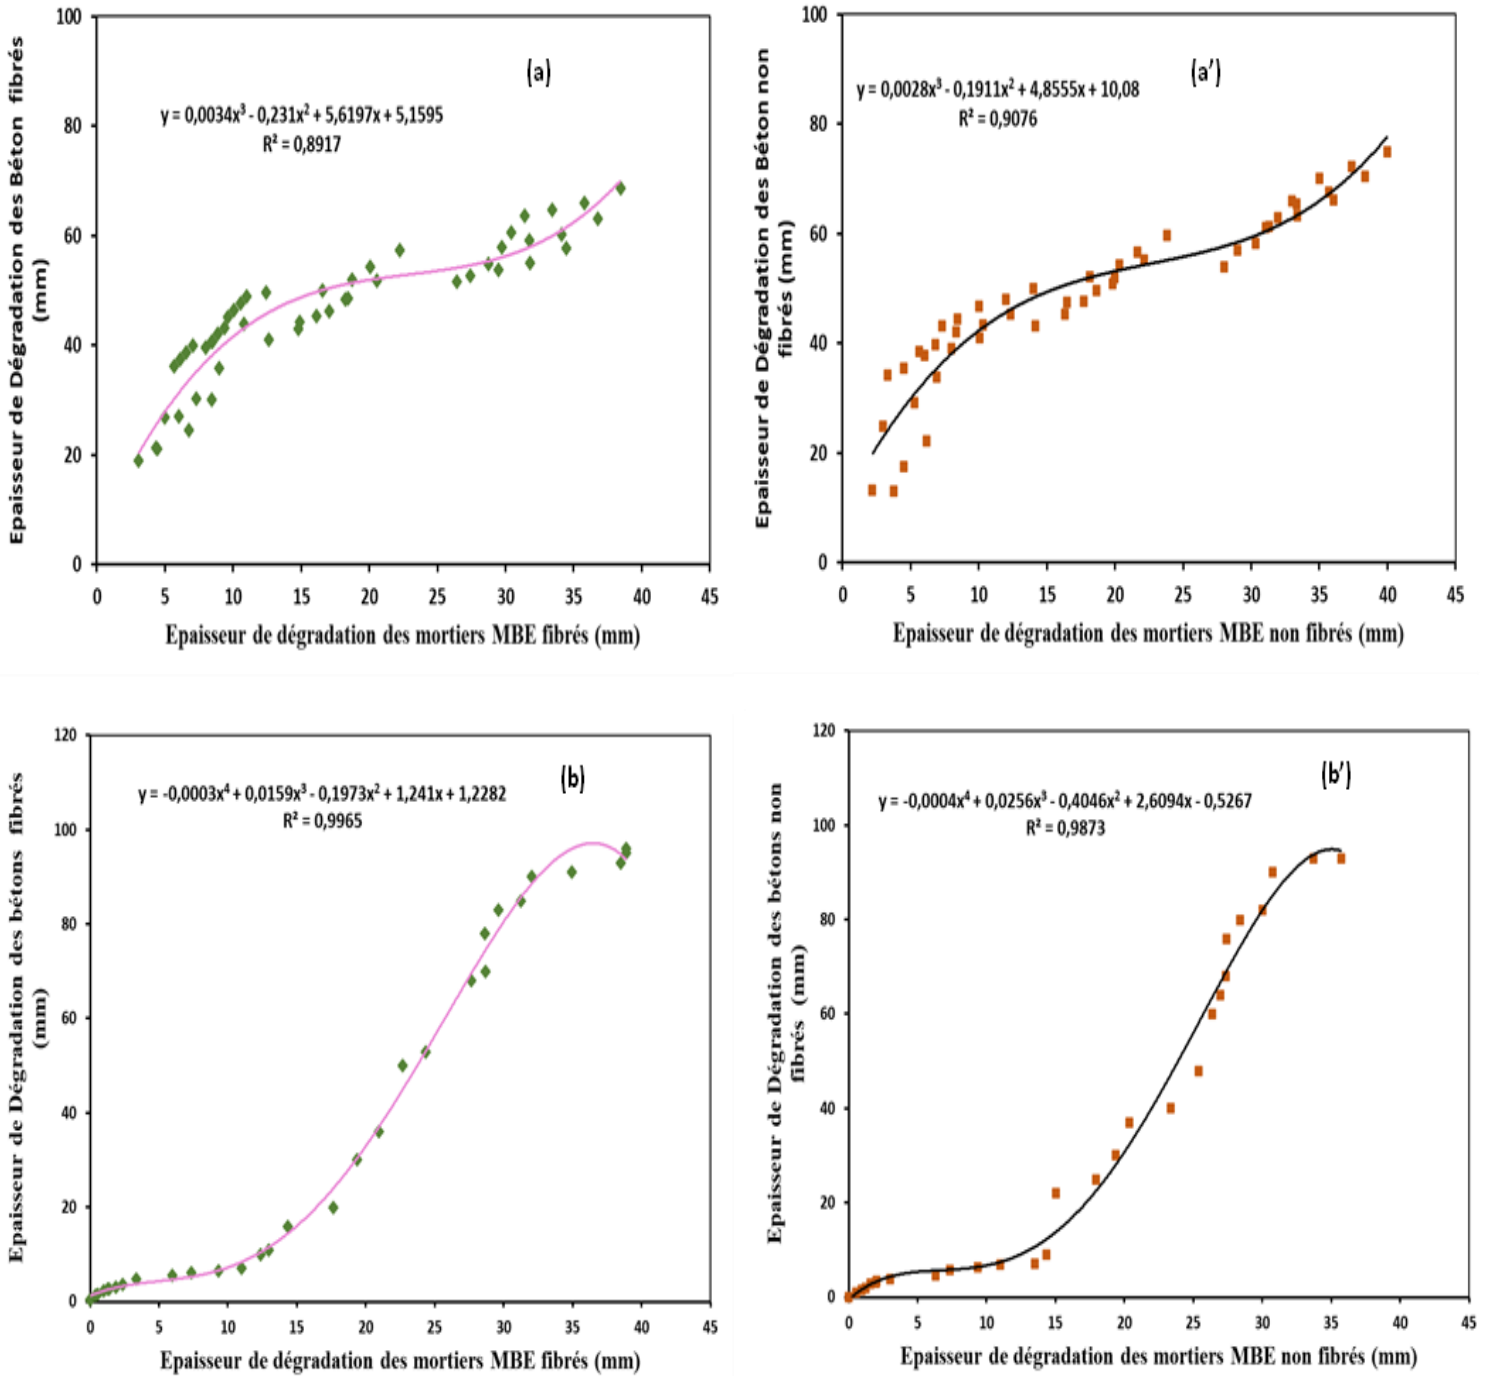 Epaisseur de Dégradation des Béton fibrés
(mm)
100
80
60
40
20
0
(a)
y = 0,0034x³ - 0,231x² + 5,6197x + 5,1595
R² = 0,8917
0 5 10 15 20 25 30 35 40 45
Epaisseur de dégradation des mortiers MBE fibrés (mm)
Epaisseur de Dégradation des Béton non
fibrés (mm)
100
80
60
40
20
0
(a’)
y = 0,0028x³ - 0,1911x² + 4,8555x + 10,08
R² = 0,9076
0 5 10 15 20 25 30 35 40 45
Epaisseur de dégradation des mortiers MBE non fibrés (mm)
Epaisseur de Dégradation des bétons fibrés
(mm)
120
100
80
60
40
20
0
(b)
y = -0,0003x⁴ + 0,0159x³ - 0,1973x² + 1,241x + 1,2282
R² = 0,9965
0 5 10 15 20 25 30 35 40 45
Epaisseur de dégradation des mortiers MBE fibrés (mm)
Epaisseur de Dégradation des bétons non
fibrés (mm)
120
100
80
60
40
20
0
(b’)
y = -0,0004x⁴ + 0,0256x³ - 0,4046x² + 2,6094x - 0,5267
R² = 0,9873
0 5 10 15 20 25 30 35 40 45
Epaisseur de dégradation des mortiers MBE non fibrés (mm)